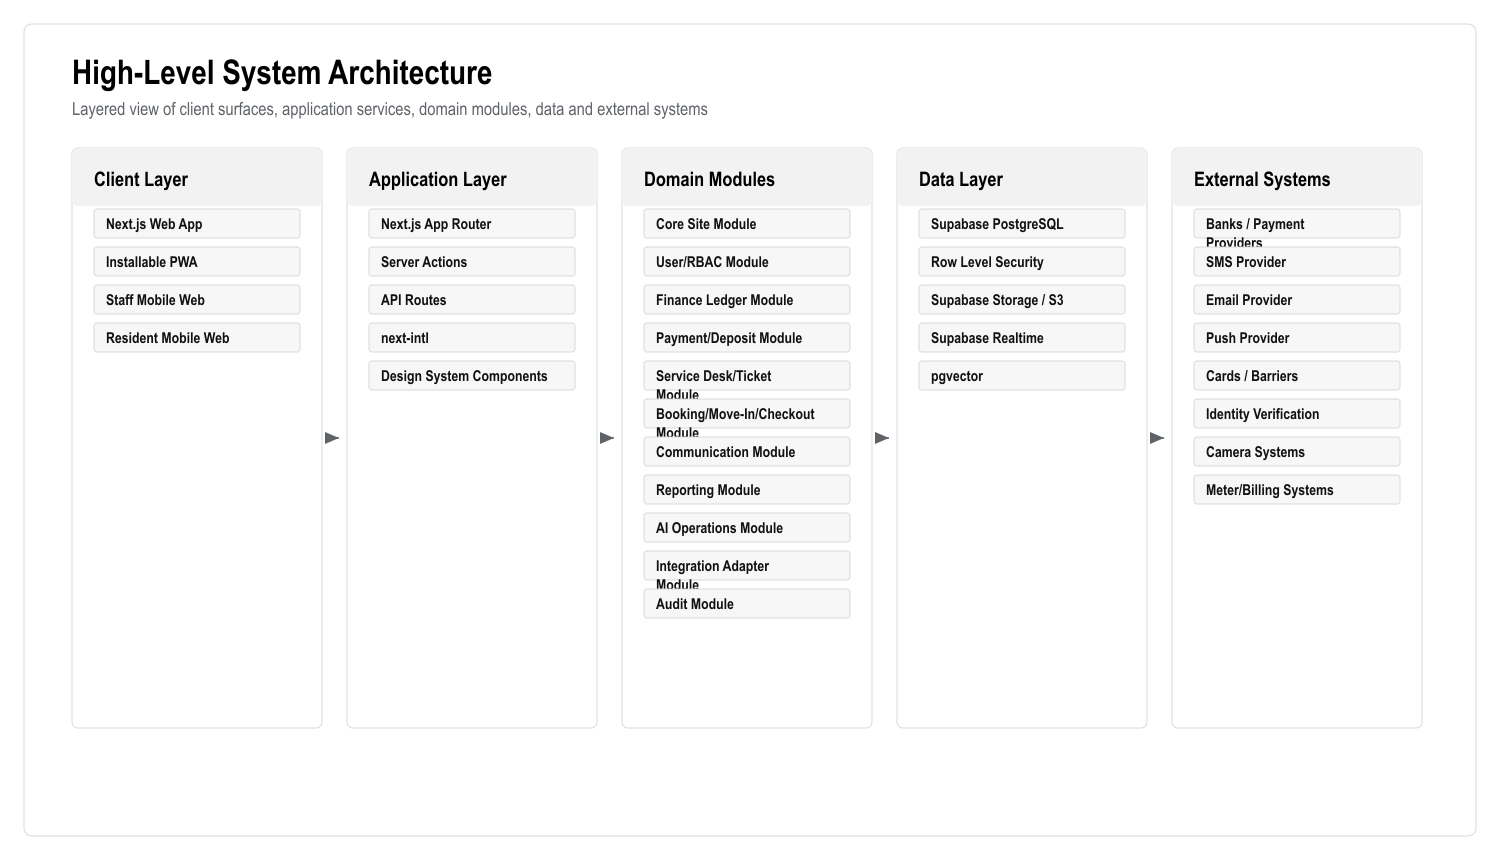 High-Level System Architecture
Layered view of client surfaces, application services, domain modules, data and external systems
Client Layer
Next.js Web App
Installable PWA
Staff Mobile Web
Resident Mobile Web
Application Layer
Next.js App Router
Server Actions
API Routes
next-intl
Design System Components
Domain Modules
Core Site Module
User/RBAC Module
Finance Ledger Module
Payment/Deposit Module
Service Desk/Ticket
Module
Booking/Move-In/Checkout
Module
Communication Module
Reporting Module
AI Operations Module
Integration Adapter
Module
Audit Module
Data Layer
Supabase PostgreSQL
Row Level Security
Supabase Storage / S3
Supabase Realtime
pgvector
External Systems
Banks / Payment
Providers
SMS Provider
Email Provider
Push Provider
Cards / Barriers
Identity Verification
Camera Systems
Meter/Billing Systems